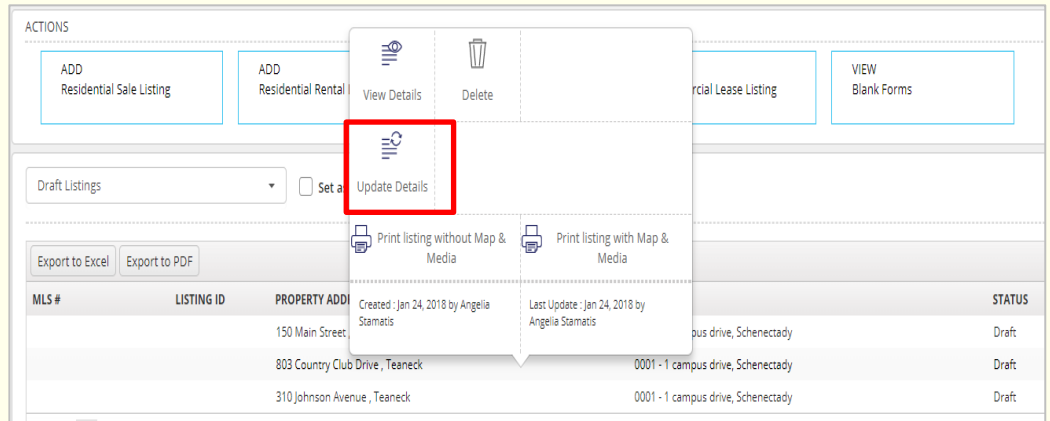 ACTIONS
ADD
Residential Sale Listing
ADD
Residential Rental
rcial Lease Listing
VIEW
Blank Forms
View Details
Delete
Update Details
Draft Listings
Set as
Print listing without Map &
Media
Print listing with Map &
Media
Created : Jan 24, 2018 by Angelia
Stamatis
Last Update : Jan 24, 2018 by
Angelia Stamatis
Export to Excel
Export to PDF
MLS # LISTING ID PROPERTY ADD STATUS
150 Main Street , pus drive, Schenectady Draft
803 Country Club Drive , Teaneck 0001 - 1 campus drive, Schenectady Draft
310 Johnson Avenue , Teaneck 0001 - 1 campus drive, Schenectady Draft